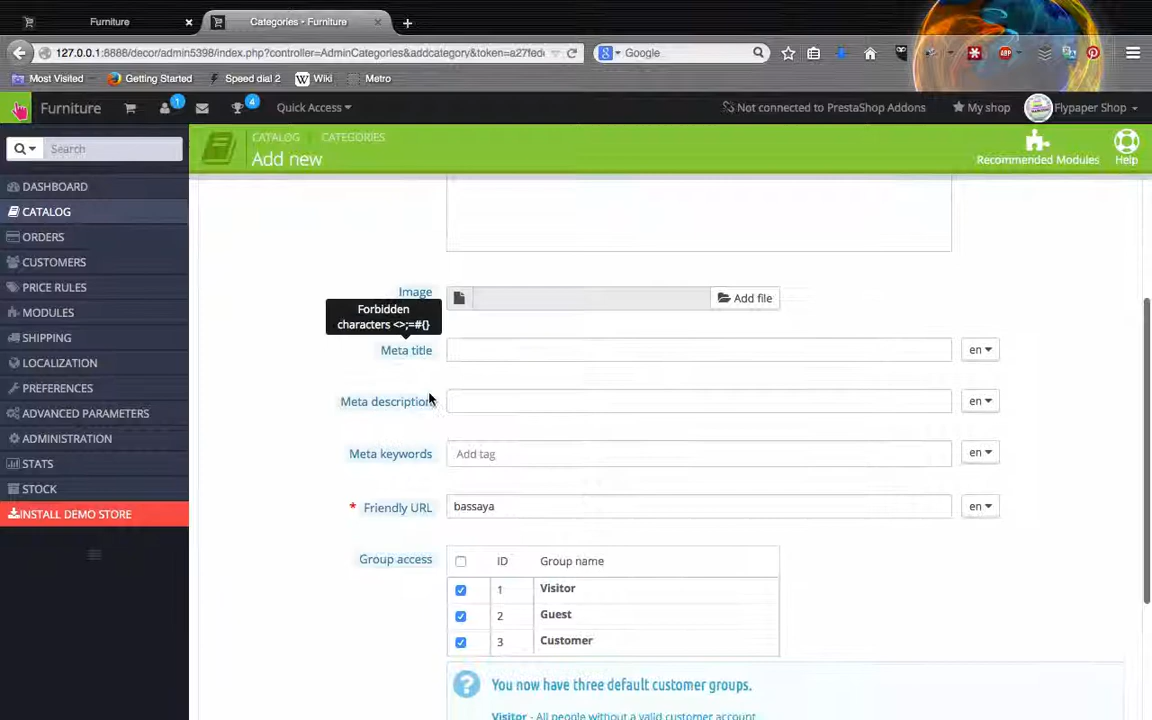 Furniture
Categories • Furniture
127.0.0.1:8888/decor/admin5398/index.php?controller=AdminCategories&addcategory&token=a27fed
Google
Most Visited
Getting Started
Speed dial 2
Wiki
Metro
Furniture
1
4
Quick Access
Not connected to PrestaShop Addons
My shop
Flypaper Shop
Search
CATALOG
CATEGORIES
Add new
Recommended Modules
Help
DASHBOARD
CATALOG
ORDERS
CUSTOMERS
PRICE RULES
MODULES
SHIPPING
LOCALIZATION
PREFERENCES
ADVANCED PARAMETERS
ADMINISTRATION
STATS
STOCK
INSTALL DEMO STORE
Image
Add file
Forbidden
characters <>;=#{}
Meta title
en
Meta description
en
Meta keywords
Add tag
en
* Friendly URL
bassaya
en
Group access
ID
Group name
1
Visitor
2
Guest
3
Customer
You now have three default customer groups.
Visitor - All people without a valid customer account